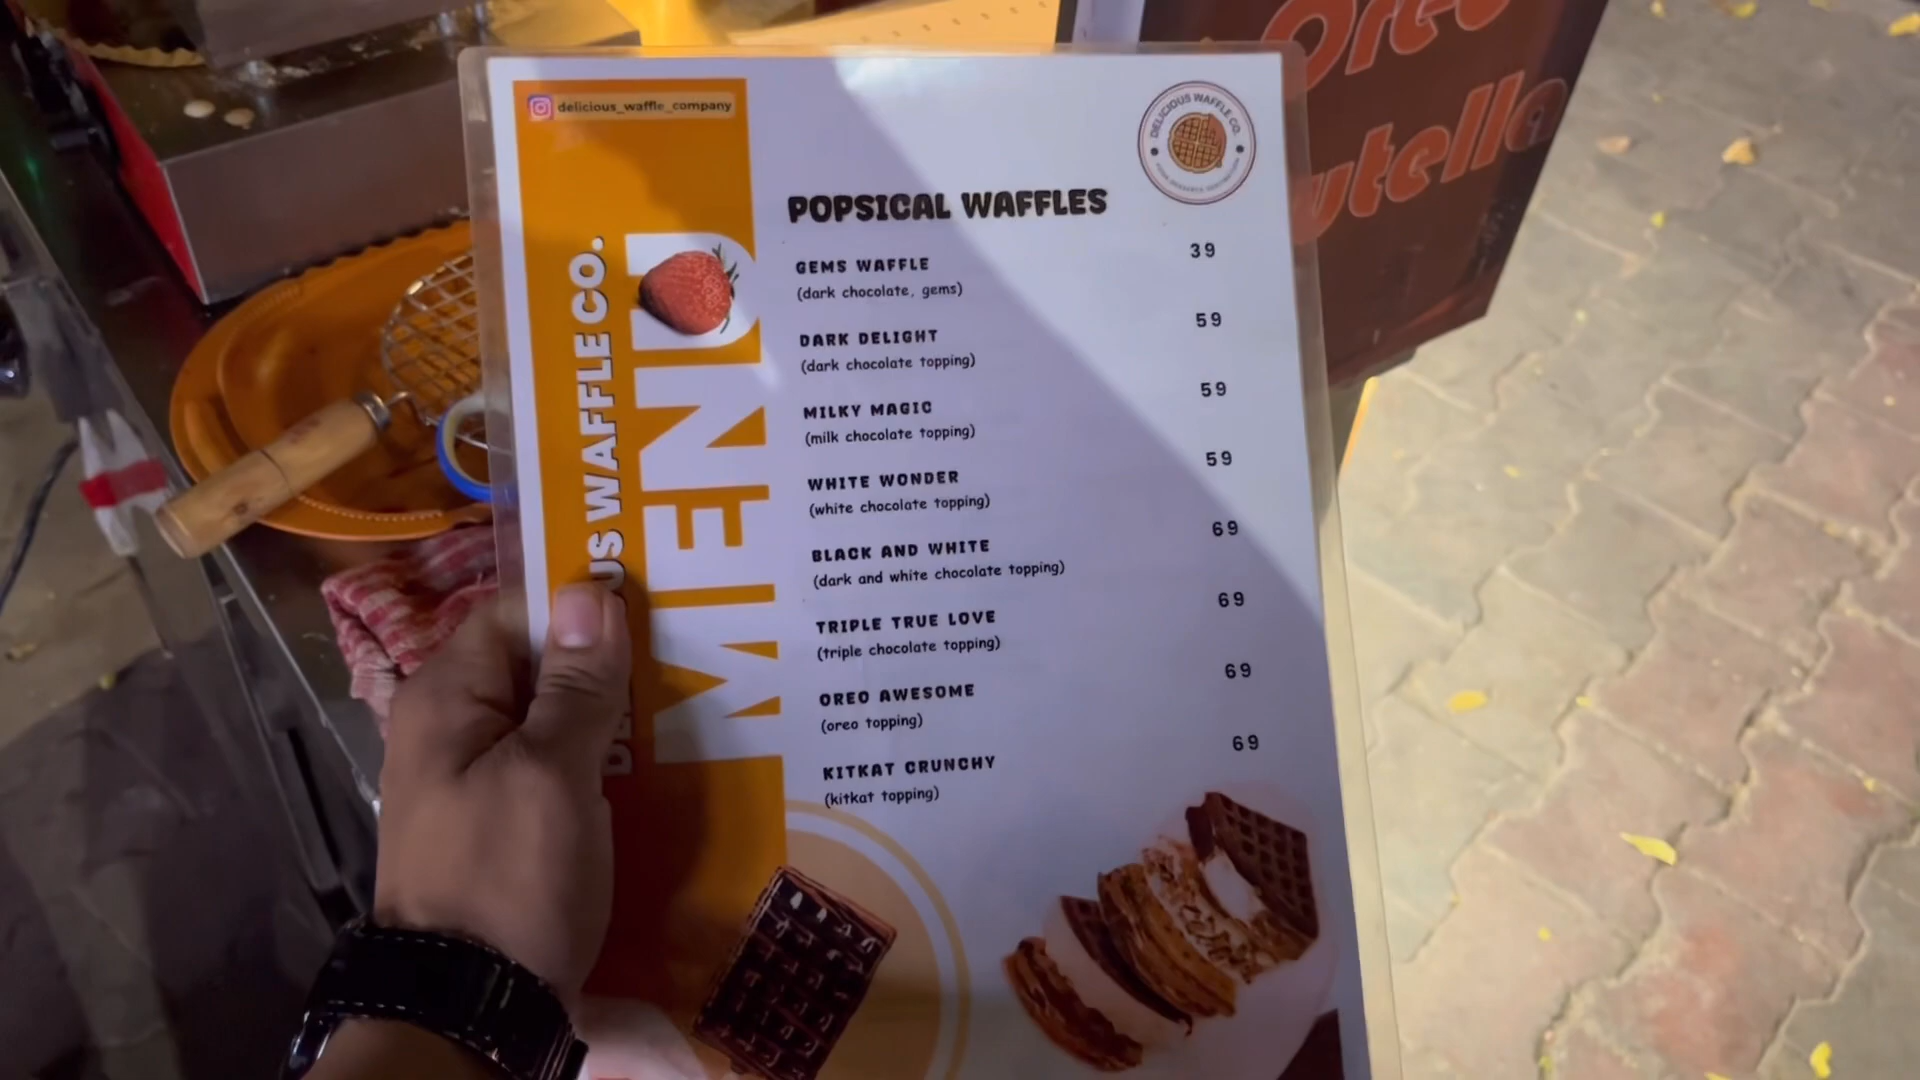 delicious_waffle_company
DELICIOUS WAFFLE CO.
US WAFFLE CO.
MENU
POPSICAL WAFFLES
GEMS WAFFLE 39
(dark chocolate, gems)
DARK DELIGHT 59
(dark chocolate topping)
MILKY MAGIC 59
(milk chocolate topping)
WHITE WONDER 59
(white chocolate topping)
BLACK AND WHITE 69
(dark and white chocolate topping)
TRIPLE TRUE LOVE 69
(triple chocolate topping)
OREO AWESOME 69
(oreo topping)
KITKAT CRUNCHY 69
(kitkat topping)
Oreo
utella